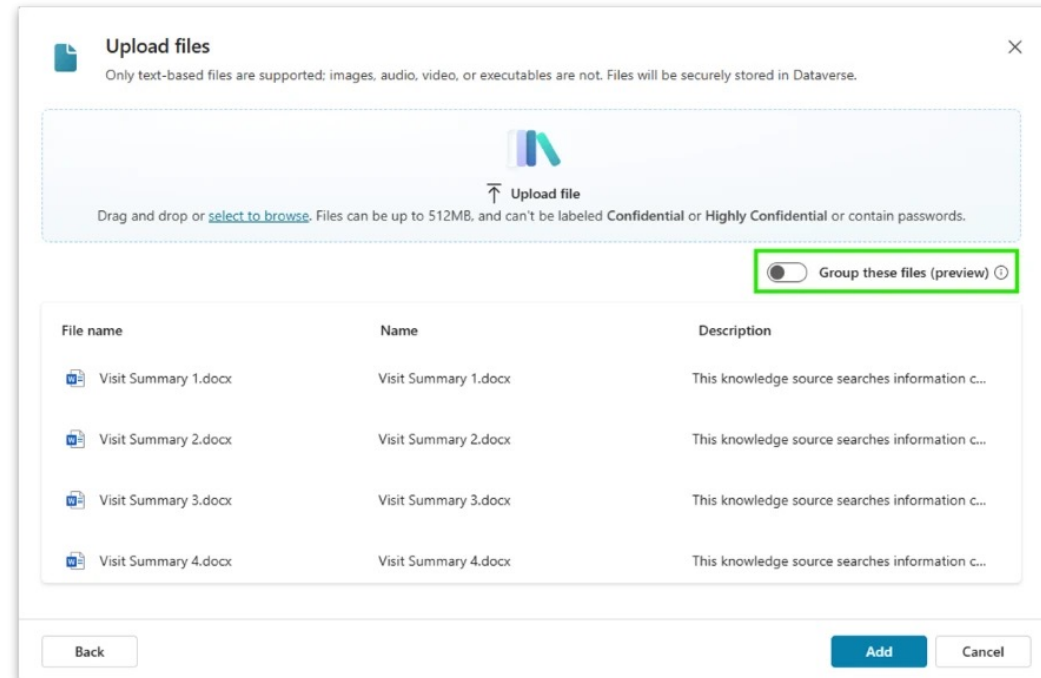 Upload files
Only text-based files are supported; images, audio, video, or executables are not. Files will be securely stored in Dataverse.
Upload file
Drag and drop or select to browse. Files can be up to 512MB, and can't be labeled Confidential or Highly Confidential or contain passwords.
Group these files (preview)
File name Name Description
Visit Summary 1.docx Visit Summary 1.docx This knowledge source searches information c...
Visit Summary 2.docx Visit Summary 2.docx This knowledge source searches information c...
Visit Summary 3.docx Visit Summary 3.docx This knowledge source searches information c...
Visit Summary 4.docx Visit Summary 4.docx This knowledge source searches information c...
Back Add Cancel